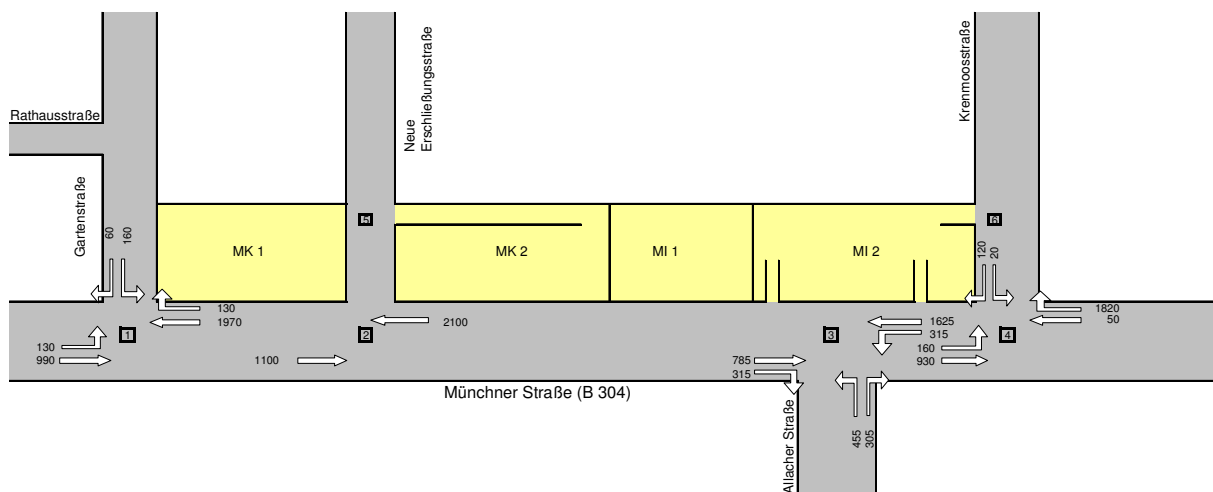 Rathausstraße
Gartenstraße
Neue
Erschließungsstraße
Krenmoosstraße
5
6
MK 1
MK 2
MI 1
MI 2
60
160
120
20
130
1970
2100
1625
315
1820
50
1
2
3
4
130
990
1100
785
315
160
930
Münchner Straße (B 304)
Allacher Straße
455
305